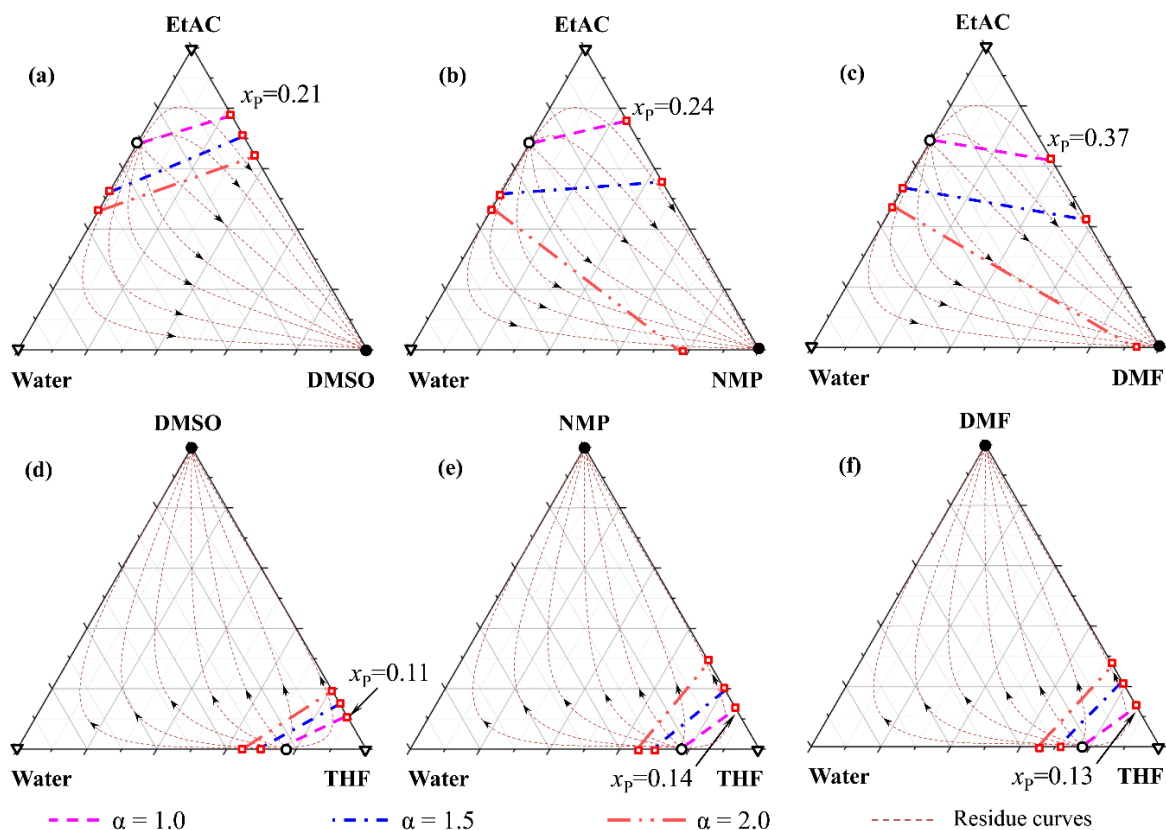 EtAC
EtAC
EtAC
(a)
(b)
(c)
xP=0.21
xP=0.24
xP=0.37
Water
DMSO
Water
NMP
Water
DMF
DMSO
NMP
DMF
(d)
(e)
(f)
xP=0.11
Water
THF
Water
xP=0.14
THF
Water
xP=0.13
THF
α = 1.0
α = 1.5
α = 2.0
Residue curves